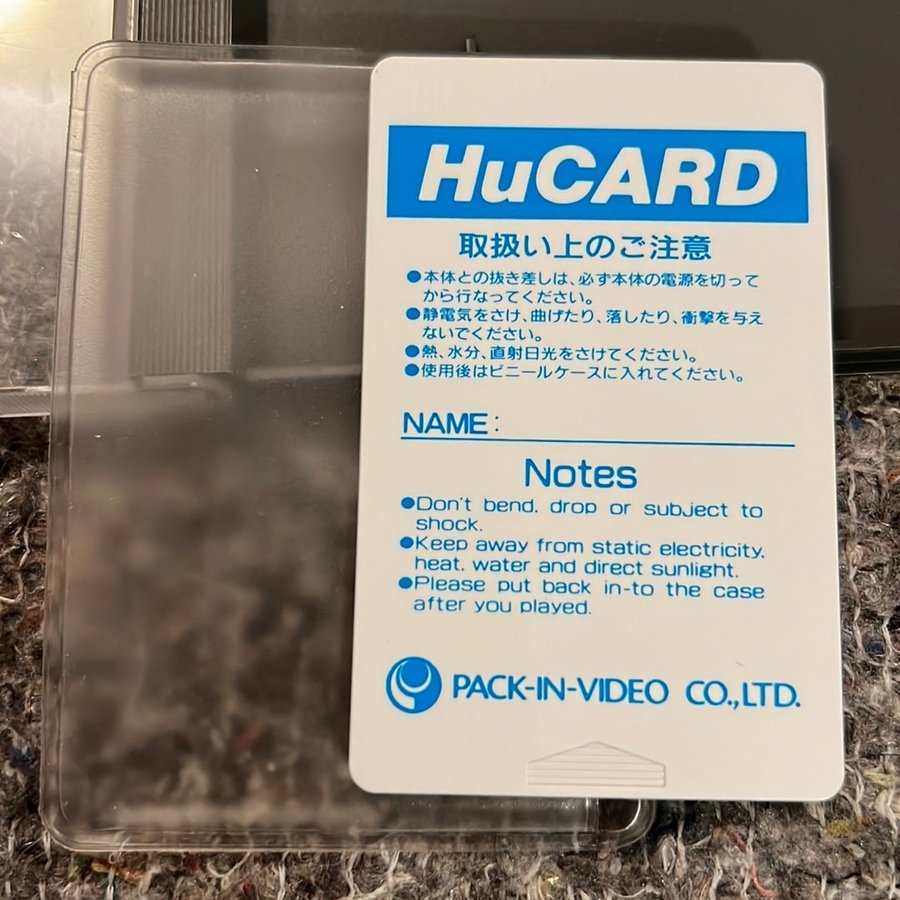 HuCARD
取扱い上のご注意
●本体との抜き差しは、必ず本体の電源を切って
から行なってください。
●静電気をさけ、曲げたり、落したり、衝撃を与え
ないでください。
●熱、水分、直射日光をさけてください。
●使用後はビニールケースに入れてください。
NAME:
Notes
●Don't bend. drop or subject to
shock.
●Keep away from static electricity.
heat. water and direct sunlight.
●Please put back in-to the case
after you played.
PACK-IN-VIDEO CO.,LTD.